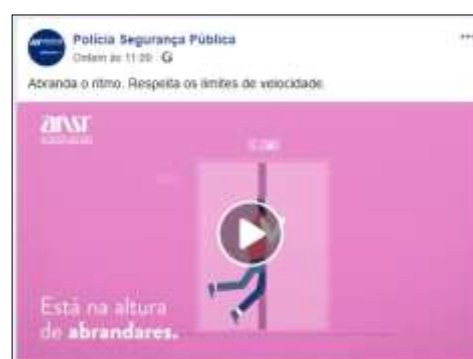 Polícia Segurança Pública
Ontem às 11:20
Abranda o ritmo. Respeita os limites de velocidade.
ANSR
Está na altura
de abrandares.